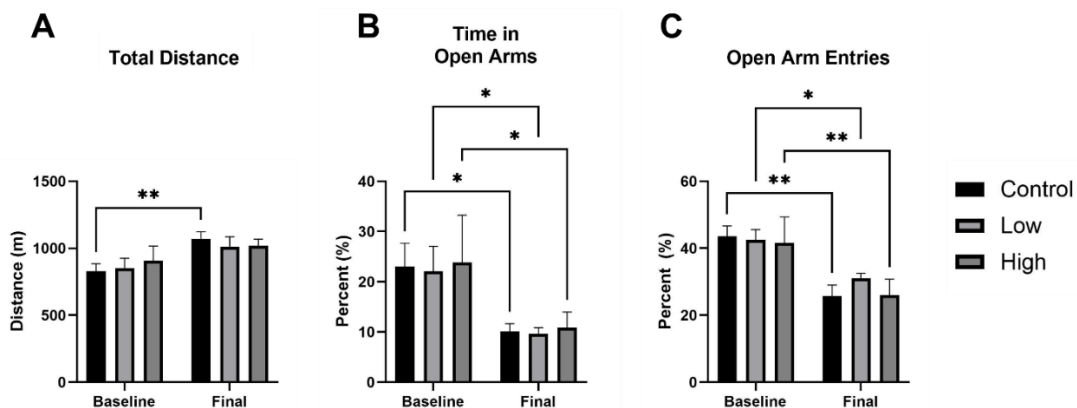 A
Total Distance
Distance (m)
1500
1000
500
0
**
Baseline
Final
B
Time in
Open Arms
Percent (%)
40
30
20
10
0
*
*
*
Baseline
Final
C
Open Arm Entries
Percent (%)
60
40
20
0
*
**
**
Baseline
Final
Control
Low
High